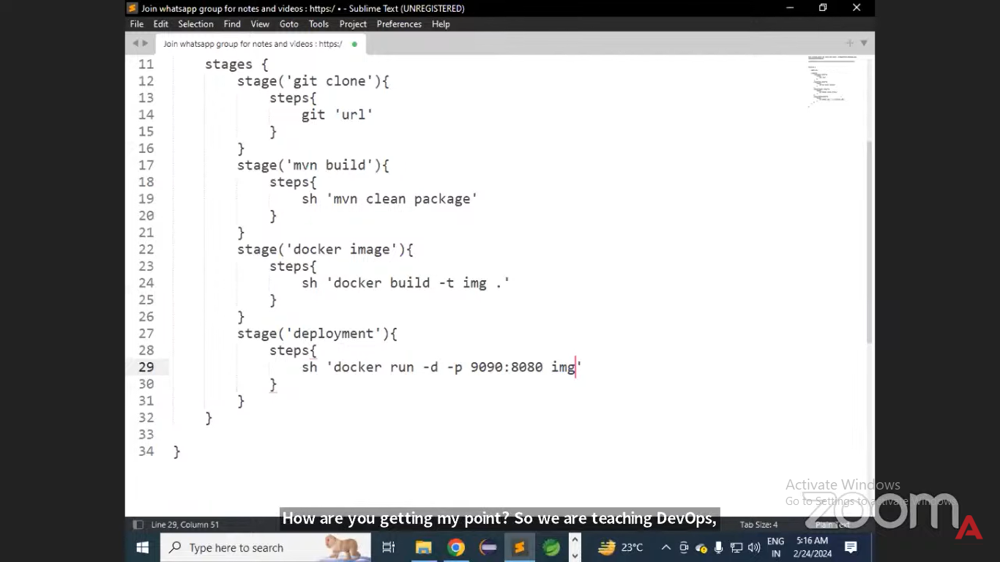 Join whatsapp group for notes and videos : https:/ • - Sublime Text (UNREGISTERED)
File Edit Selection Find View Goto Tools Project Preferences Help
Join whatsapp group for notes and videos : https:/
11 stages {
12 stage('git clone'){
13 steps{
14 git 'url'
15 }
16 }
17 stage('mvn build'){
18 steps{
19 sh 'mvn clean package'
20 }
21 }
22 stage('docker image'){
23 steps{
24 sh 'docker build -t img .'
25 }
26 }
27 stage('deployment'){
28 steps{
29 sh 'docker run -d -p 9090:8080 img'
30 }
31 }
32 }
33
34 }
Activate Windows
Go to Settings to activate Windows.
zoom
How are you getting my point? So we are teaching DevOps,
Line 29, Column 51
Tab Size: 4
Plain Text
Type here to search
23°C
ENG
IN
5:16 AM
2/24/2024